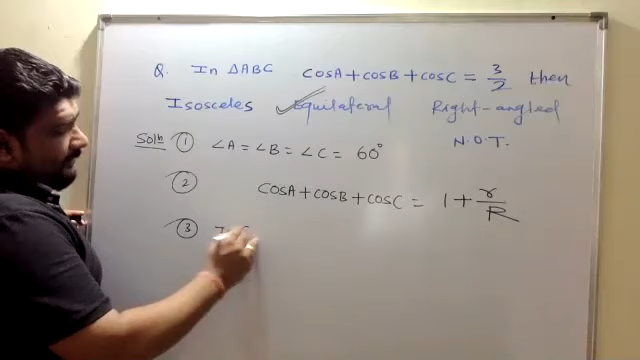 Q. In ΔABC cosA + cosB + cosC = 3/2 then
Isosceles ✓Equilateral Right-angled
N.O.T.
Soln ① ∠A = ∠B = ∠C = 60°
② cosA + cosB + cosC = 1 + r/R
③